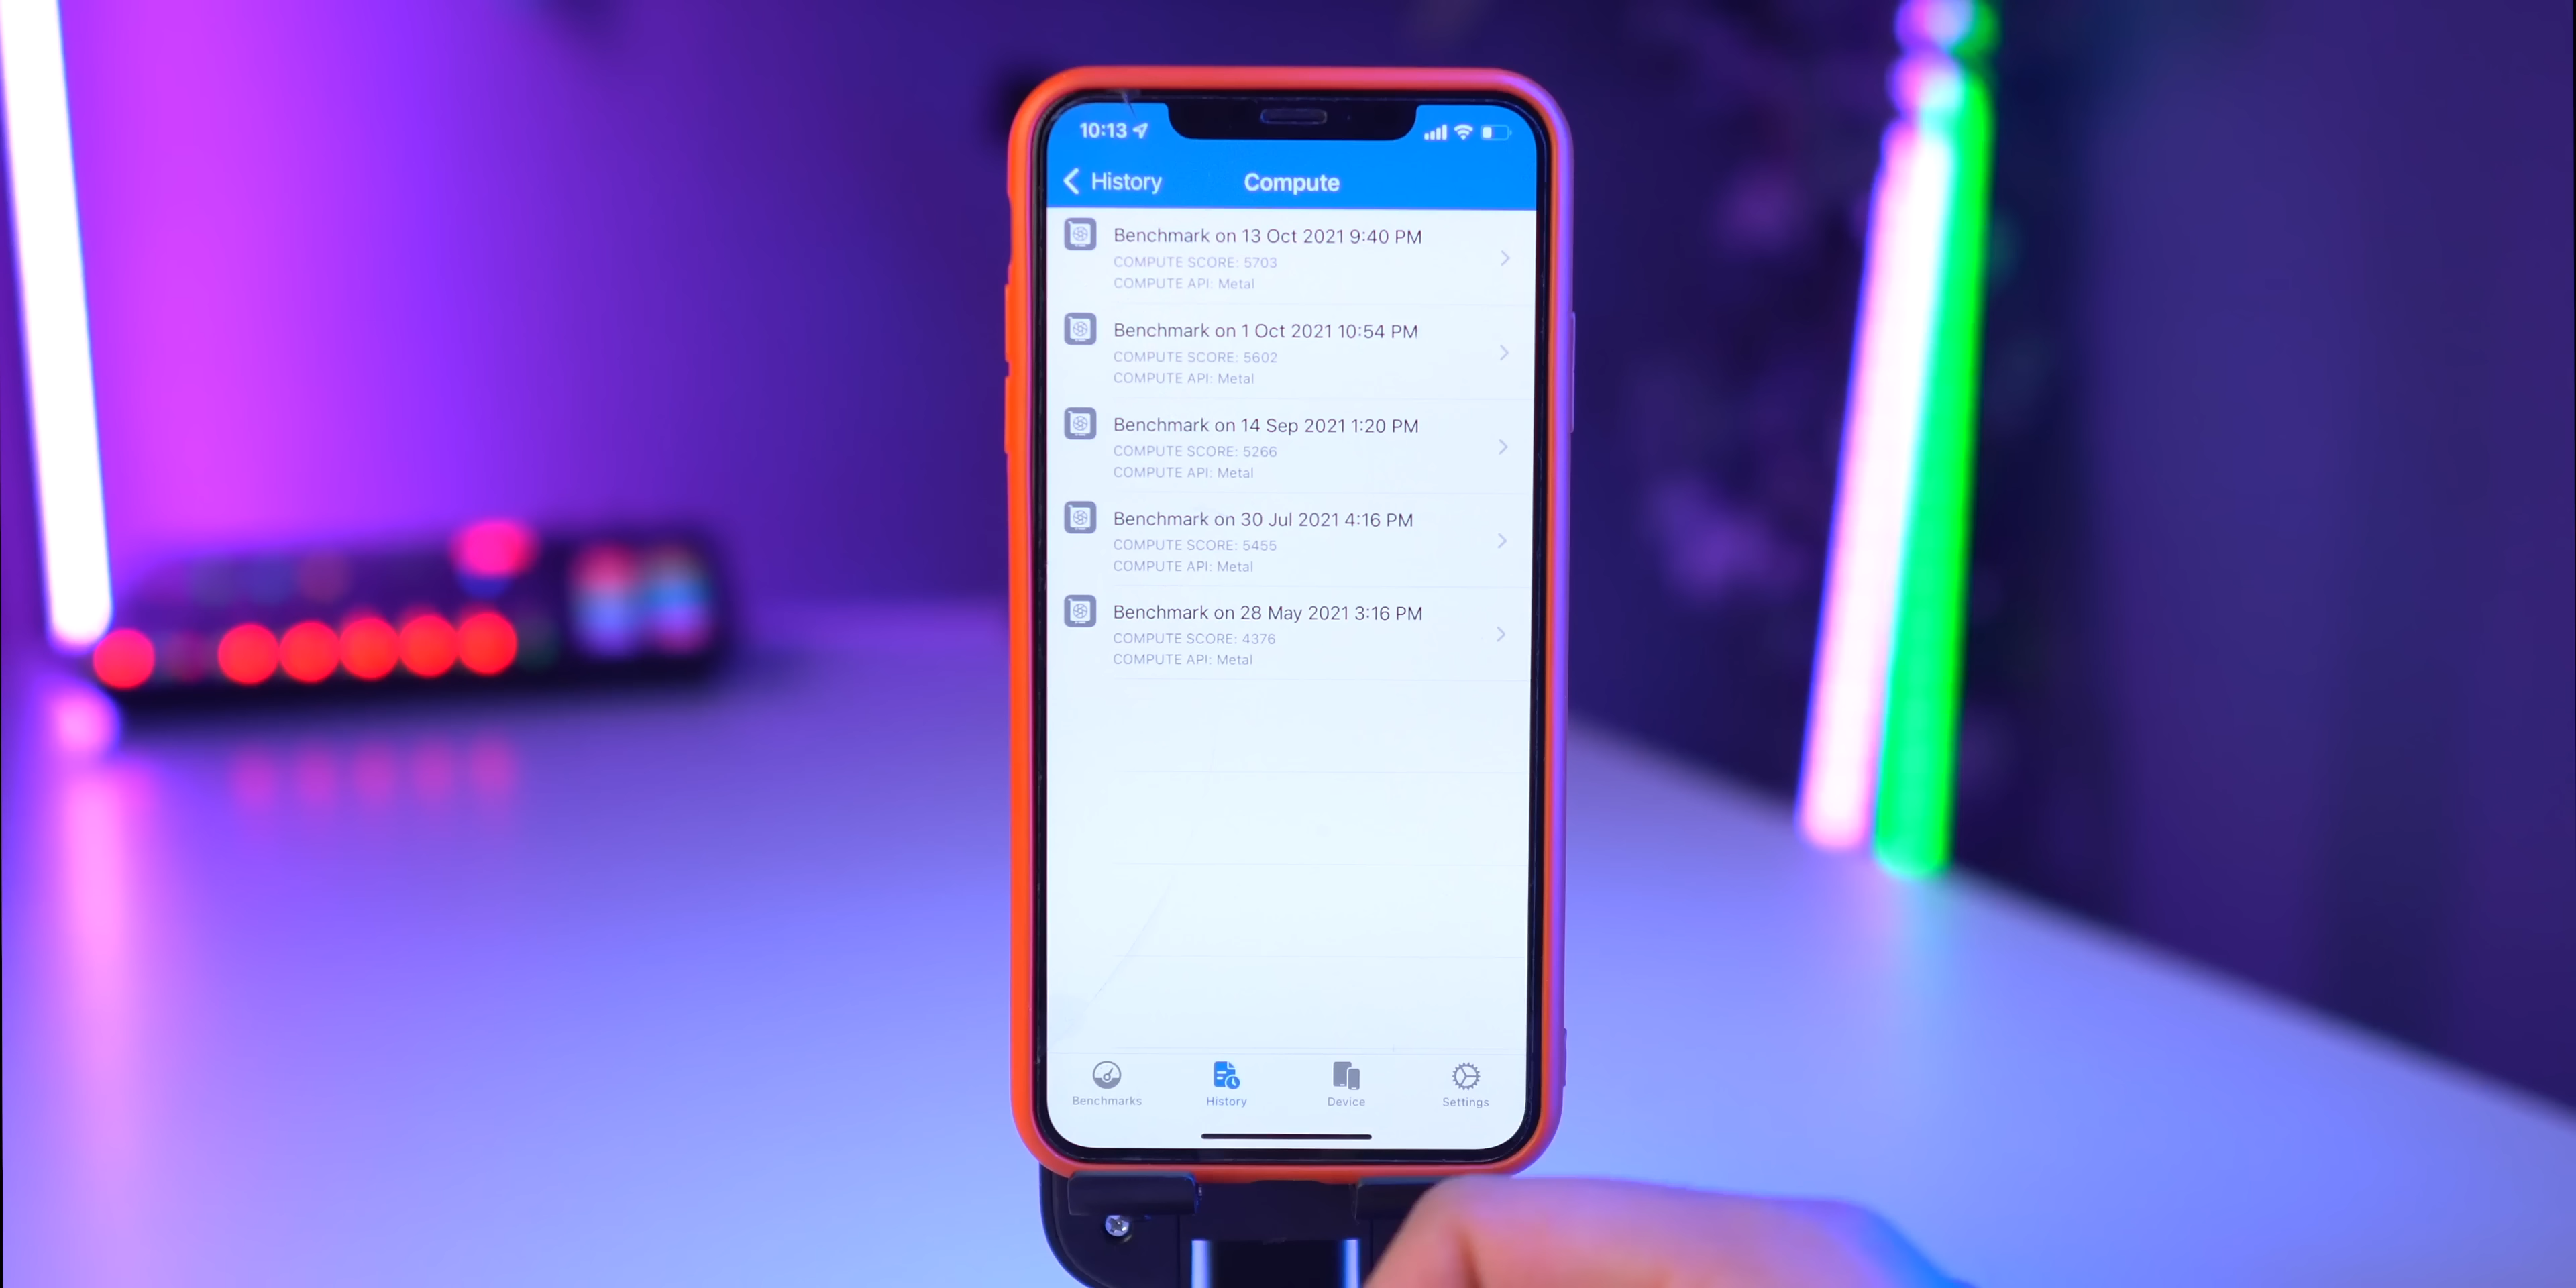 10:13
History Compute
Benchmark on 13 Oct 2021 9:40 PM
COMPUTE SCORE: 5703
COMPUTE API: Metal
Benchmark on 1 Oct 2021 10:54 PM
COMPUTE SCORE: 5602
COMPUTE API: Metal
Benchmark on 14 Sep 2021 1:20 PM
COMPUTE SCORE: 5266
COMPUTE API: Metal
Benchmark on 30 Jul 2021 4:16 PM
COMPUTE SCORE: 5455
COMPUTE API: Metal
Benchmark on 28 May 2021 3:16 PM
COMPUTE SCORE: 4376
COMPUTE API: Metal
Benchmarks History Device Settings